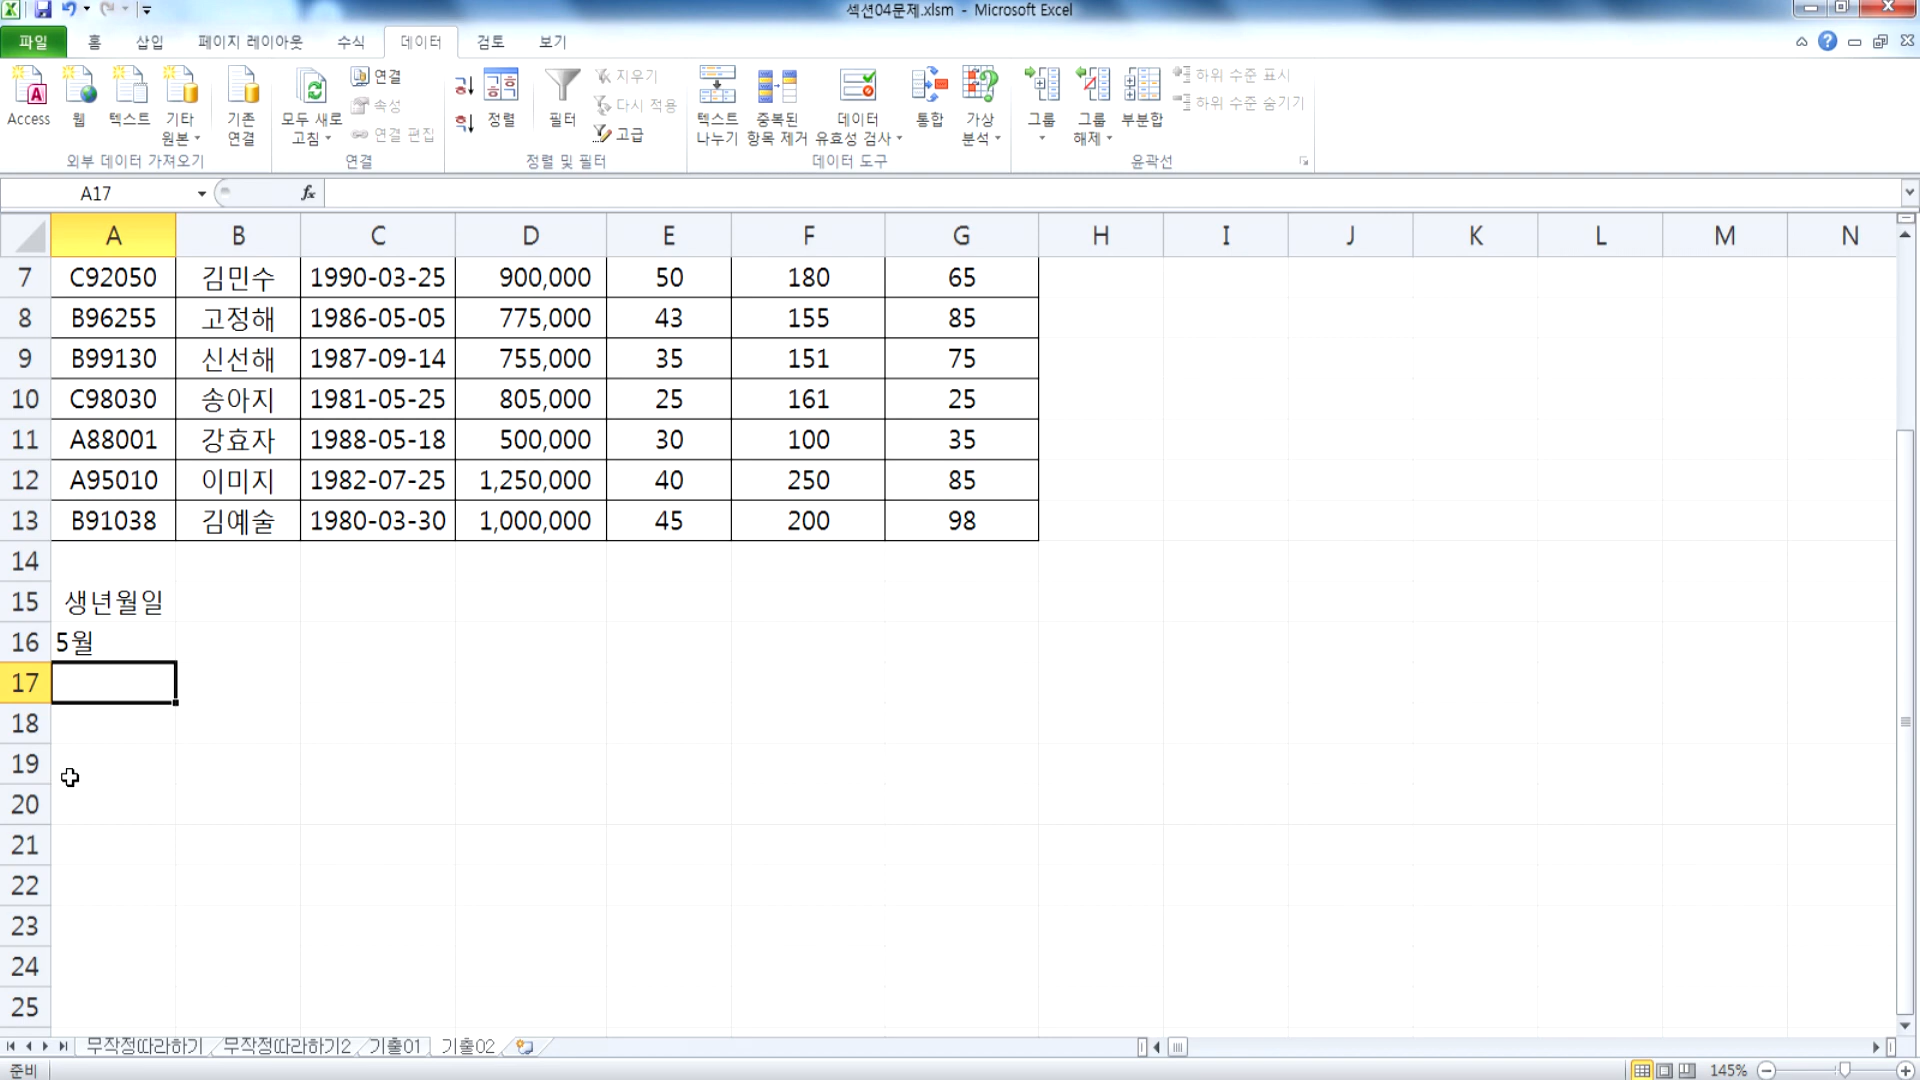 섹션04문제.xlsm - Microsoft Excel
파일 홈 삽입 페이지 레이아웃 수식 데이터 검토 보기
Access 웹 텍스트 기타 원본 기존 연결 모두 새로 고침 연결 속성 연결 편집 정렬 필터 지우기 다시 적용 고급 텍스트 나누기 중복된 항목 제거 데이터 유효성 검사 통합 가상 분석 그룹 그룹 해제 부분합 하위 수준 표시 하위 수준 숨기기
외부 데이터 가져오기 연결 정렬 및 필터 데이터 도구 윤곽선
A17 fx
A B C D E F G H I J K L M N
7 C92050 김민수 1990-03-25 900,000 50 180 65
8 B96255 고정해 1986-05-05 775,000 43 155 85
9 B99130 신선해 1987-09-14 755,000 35 151 75
10 C98030 송아지 1981-05-25 805,000 25 161 25
11 A88001 강효자 1988-05-18 500,000 30 100 35
12 A95010 이미지 1982-07-25 1,250,000 40 250 85
13 B91038 김예술 1980-03-30 1,000,000 45 200 98
14
15 생년월일
16 5월
17
18
19
20
21
22
23
24
25
무작정따라하기 무작정따라하기2 기출01 기출02
준비 145%